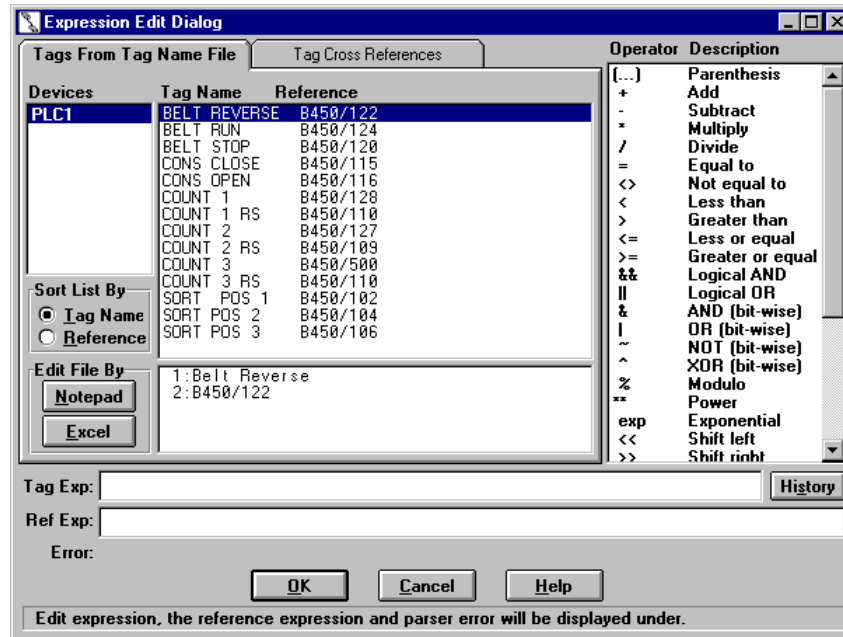 Expression Edit Dialog
Tags From Tag Name File
Tag Cross References
Operator Description
Devices
PLC1
Tag Name Reference
BELT REVERSE B450/122
BELT RUN B450/124
BELT STOP B450/120
CONS CLOSE B450/115
CONS OPEN B450/116
COUNT 1 B450/128
COUNT 1 RS B450/110
COUNT 2 B450/127
COUNT 2 RS B450/109
COUNT 3 B450/500
COUNT 3 RS B450/110
SORT POS 1 B450/102
SORT POS 2 B450/104
SORT POS 3 B450/106
(...) Parenthesis
+ Add
- Subtract
* Multiply
/ Divide
= Equal to
<> Not equal to
< Less than
> Greater than
<= Less or equal
>= Greater or equal
&& Logical AND
|| Logical OR
& AND (bit-wise)
| OR (bit-wise)
~ NOT (bit-wise)
^ XOR (bit-wise)
% Modulo
** Power
exp Exponential
<< Shift left
>> Shift right
Sort List By
Tag Name
Reference
Edit File By
Notepad
Excel
1:Belt Reverse
2:B450/122
Tag Exp:
History
Ref Exp:
Error:
OK Cancel Help
Edit expression, the reference expression and parser error will be displayed under.